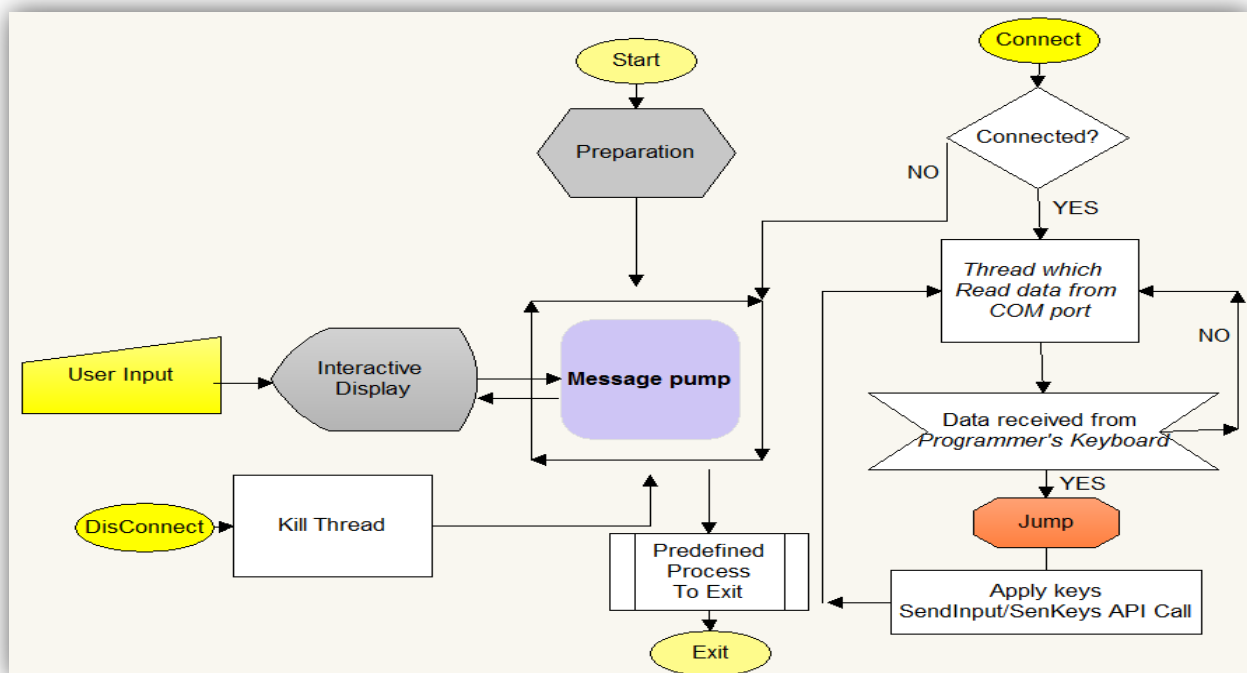 Start
Preparation
Connect
Connected?
NO
YES
Thread which
Read data from
COM port
NO
User Input
Interactive
Display
Message pump
Data received from
Programmer's Keyboard
YES
DisConnect
Kill Thread
Jump
Predefined
Process
To Exit
Apply keys
SendInput/SenKeys API Call
Exit